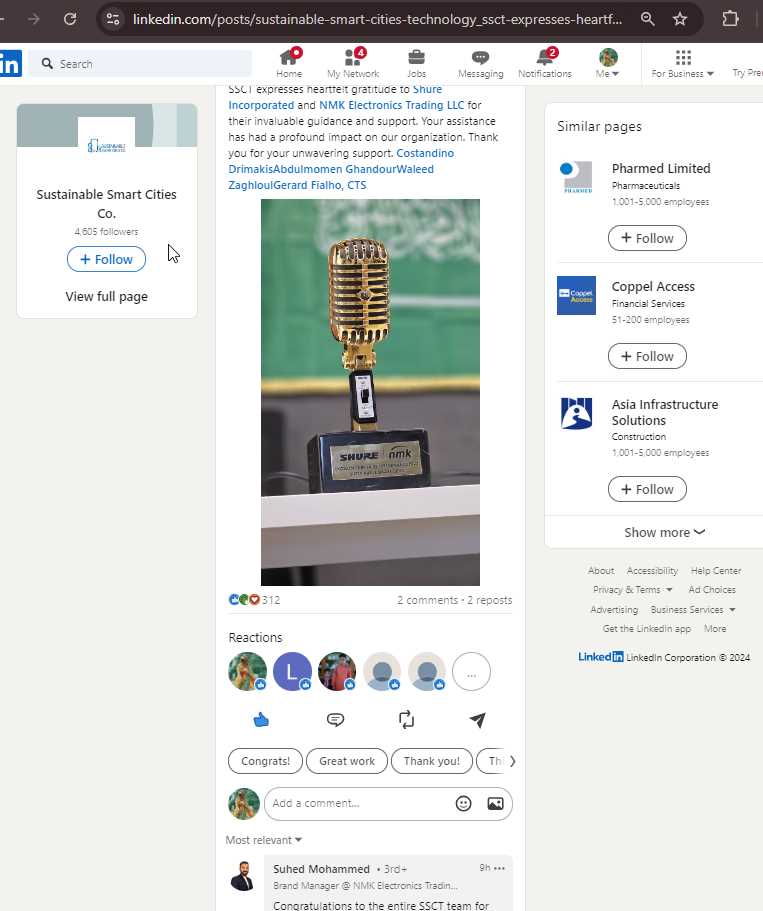 linkedin.com/posts/sustainable-smart-cities-technology_ssct-expresses-heartf...
in
Search
Home
4
My Network
Jobs
Messaging
2
Notifications
Me
For Business
Try Pre
Sustainable Smart Cities
Co.
4,605 followers
+ Follow
View full page
SSCT expresses heartfelt gratitude to Shure
Incorporated and NMK Electronics Trading LLC for
their invaluable guidance and support. Your assistance
has had a profound impact on our organization. Thank
you for your unwavering support. Costandino
DrimakisAbdulmomen GhandourWaleed
ZaghloulGerard Fialho, CTS
SHURE nmk
312
2 comments • 2 reposts
Reactions
L
...
Congrats!
Great work
Thank you!
Add a comment...
Most relevant
Suhed Mohammed • 3rd+
9h
Brand Manager @ NMK Electronics Tradin...
Congratulations to the entire SSCT team for
Similar pages
PHARMED
Pharmed Limited
Pharmaceuticals
1,001-5,000 employees
+ Follow
Coppel
Access
Coppel Access
Financial Services
51-200 employees
+ Follow
Asia Infrastructure
Solutions
Construction
1,001-5,000 employees
+ Follow
Show more
About Accessibility Help Center
Privacy & Terms Ad Choices
Advertising Business Services
Get the LinkedIn app More
LinkedIn LinkedIn Corporation © 2024